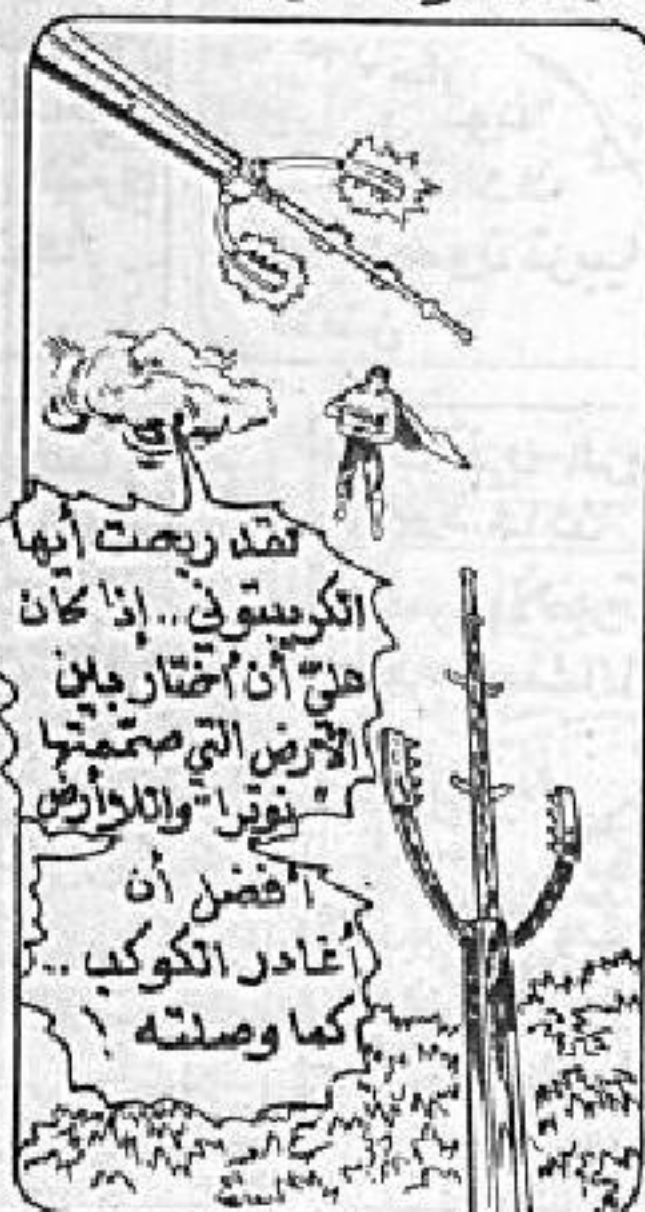 لقد ربحت أيها
الكريبتوني.. إذا كان
عليّ أن أختار بين
الأرض التي صممتها
"نوترا" واللاأرض
أفضل أن
أغادر الكوكب ..
كما وصلته !